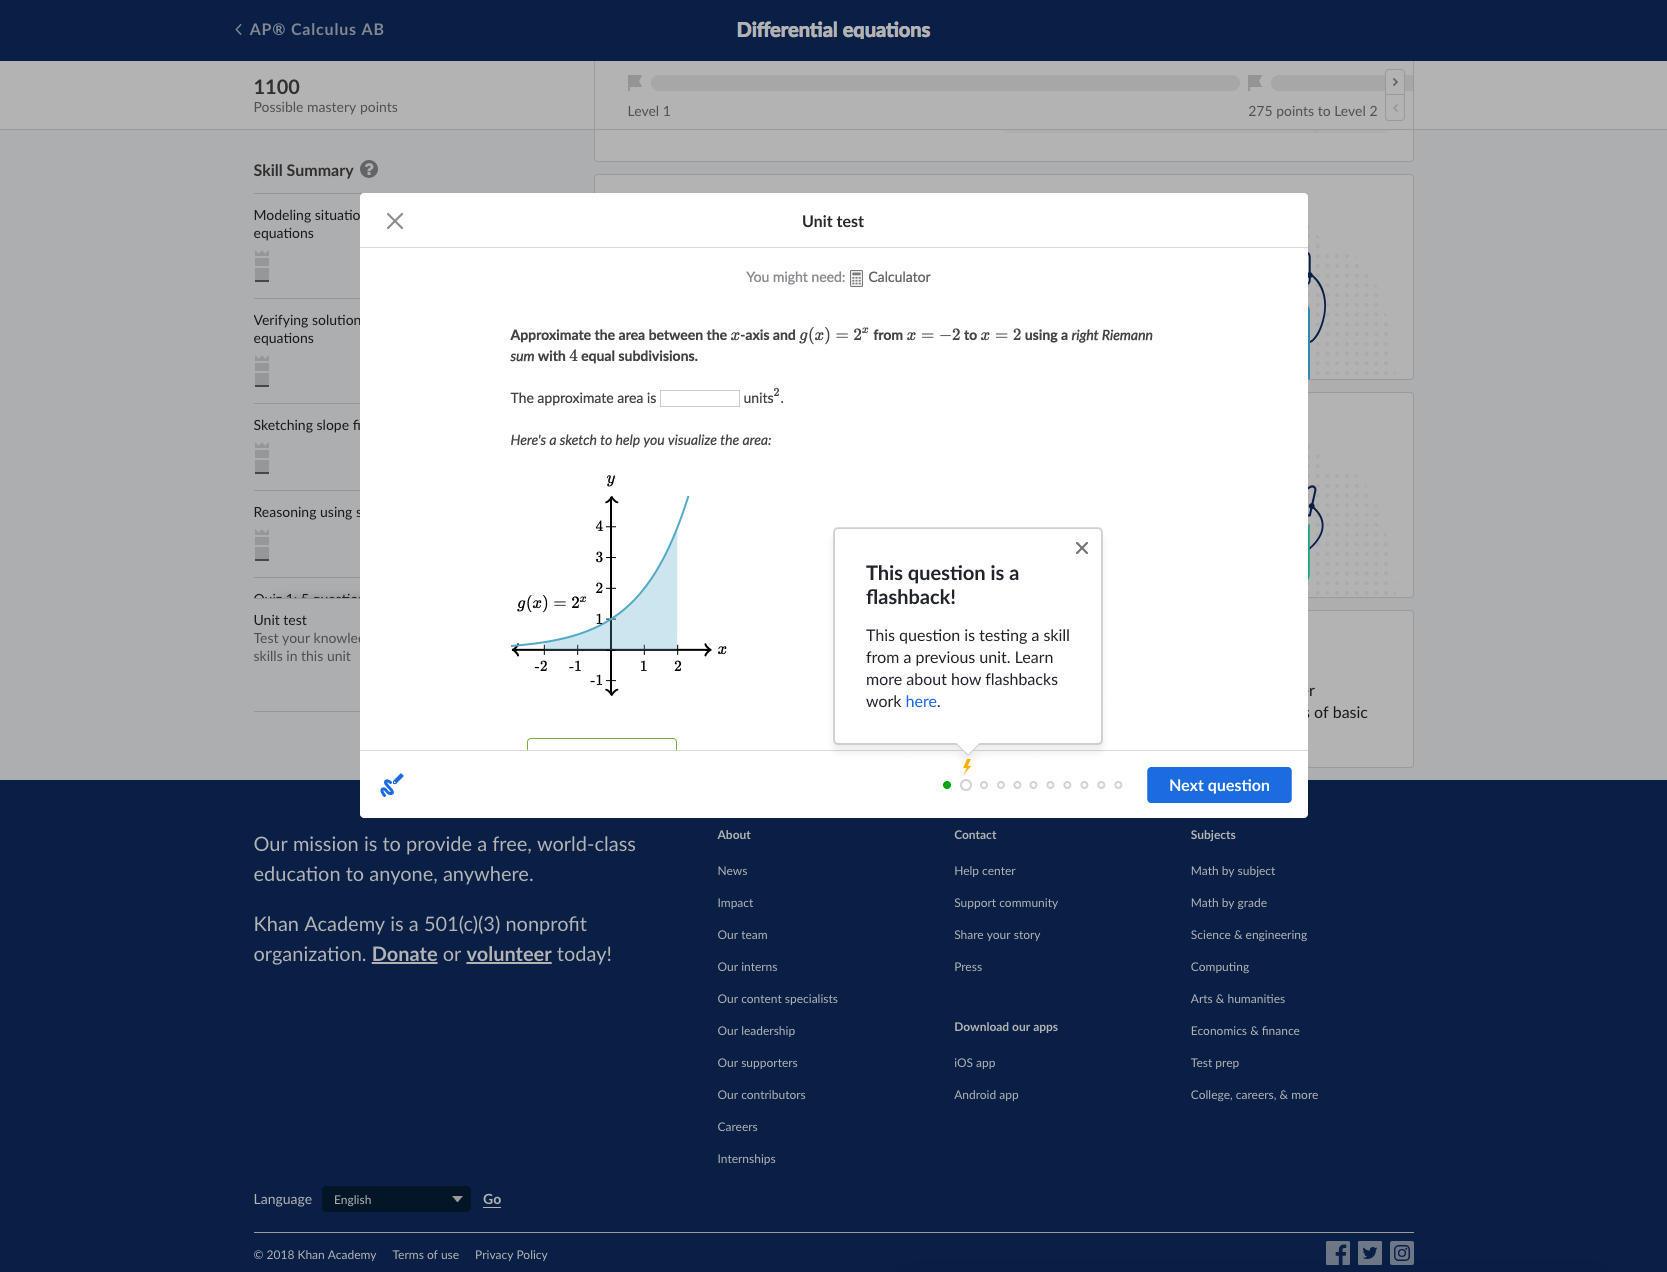 AP® Calculus AB
Differential equations
1100
Possible mastery points
Level 1
275 points to Level 2
Skill Summary ?
Modeling situatio
equations
Verifying solution
equations
Sketching slope f
Reasoning using s
Unit test
Test your knowle
skills in this unit
Unit test
You might need: Calculator
Approximate the area between the x-axis and g(x) = 2ˣ from x = −2 to x = 2 using a right Riemann
sum with 4 equal subdivisions.
The approximate area is units².
Here's a sketch to help you visualize the area:
y
4
3
2
g(x) = 2ˣ
1
x
-2 -1 1 2
-1
This question is a
flashback!
This question is testing a skill
from a previous unit. Learn
more about how flashbacks
work here.
r
s of basic
Next question
Our mission is to provide a free, world-class
education to anyone, anywhere.
Khan Academy is a 501(c)(3) nonprofit
organization. Donate or volunteer today!
About
News
Impact
Our team
Our interns
Our content specialists
Our leadership
Our supporters
Our contributors
Careers
Internships
Contact
Help center
Support community
Share your story
Press
Download our apps
iOS app
Android app
Subjects
Math by subject
Math by grade
Science & engineering
Computing
Arts & humanities
Economics & finance
Test prep
College, careers, & more
Language English Go
© 2018 Khan Academy Terms of use Privacy Policy